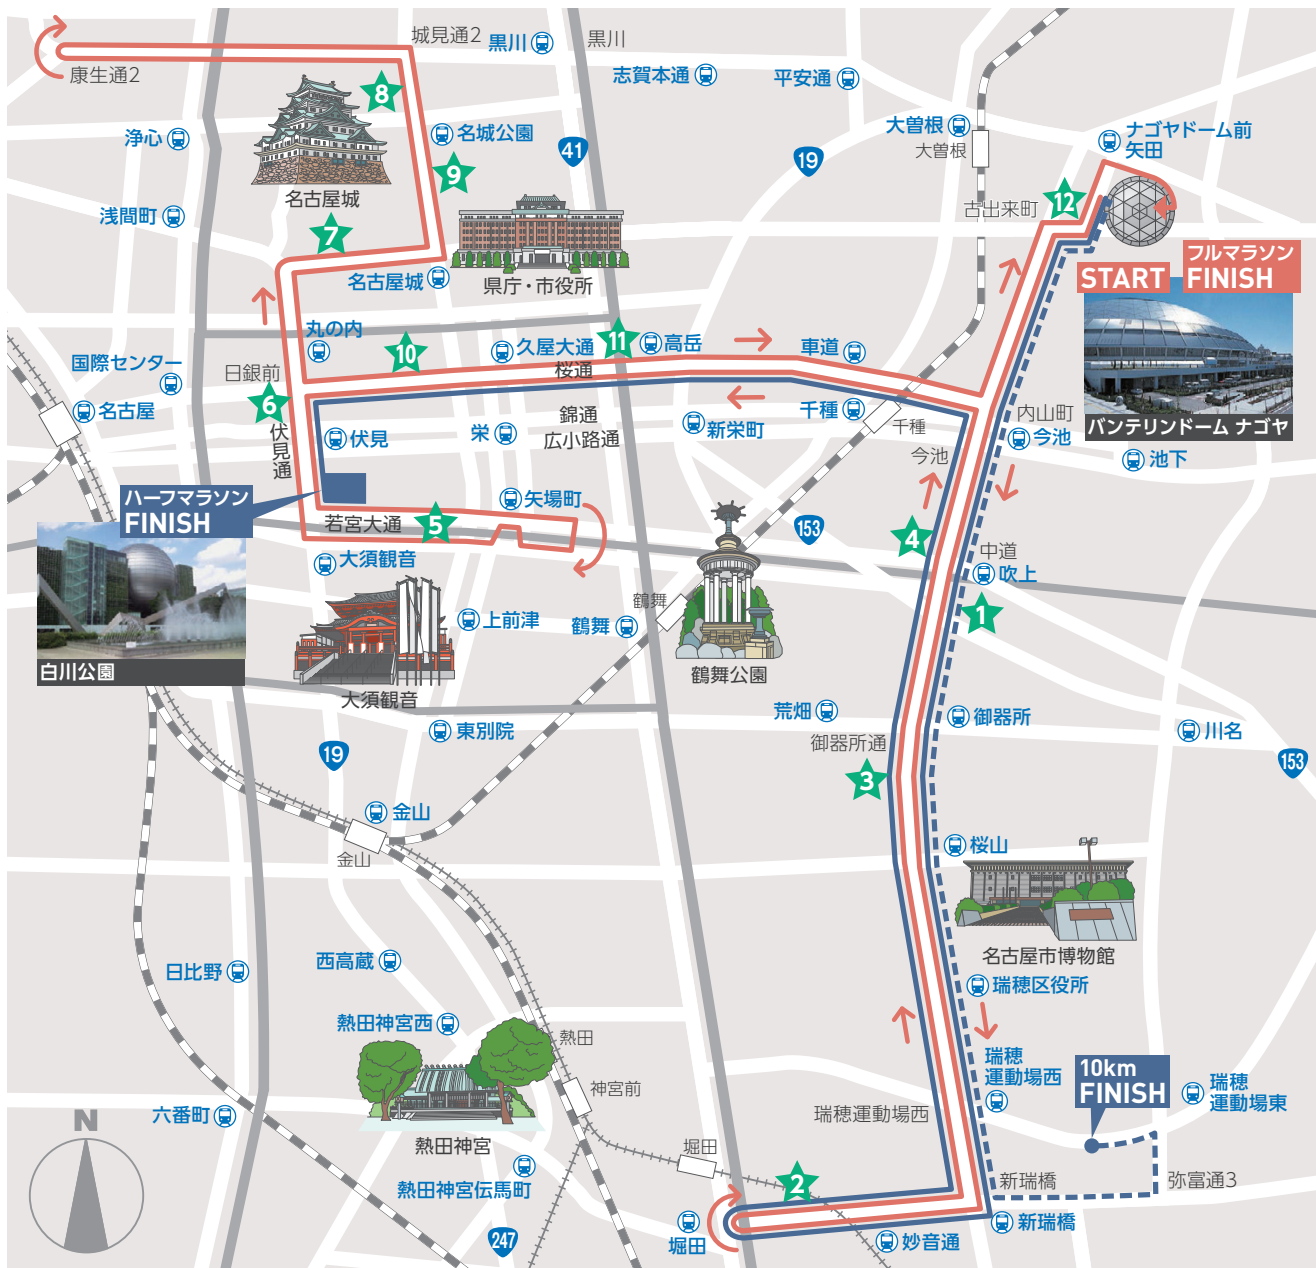 城見通2
黒川
黒川
康生通2
志賀本通
平安通
8
浄心
名城公園
41
19
大曽根
大曽根
ナゴヤドーム前
矢田
9
名古屋城
浅間町
7
12
古出来町
名古屋城
県庁・市役所
START
フルマラソン
FINISH
丸の内
10
久屋大通
11
高岳
車道
桜通
国際センター
日銀前
名古屋
6
伏見通
伏見
栄
錦通
広小路通
新栄町
千種
千種
内山町
今池
今池
バンテリンドーム ナゴヤ
池下
ハーフマラソン
FINISH
矢場町
若宮大通
5
153
4
中道
吹上
大須観音
1
鶴舞
上前津
鶴舞
白川公園
大須観音
鶴舞公園
荒畑
御器所
東別院
御器所通
川名
19
3
153
金山
金山
桜山
名古屋市博物館
日比野
西高蔵
瑞穂区役所
熱田神宮西
熱田
瑞穂
運動場西
10km
FINISH
瑞穂
運動場東
神宮前
六番町
瑞穂運動場西
N
熱田神宮
堀田
熱田神宮伝馬町
2
新瑞橋
弥富通3
247
堀田
妙音通
新瑞橋